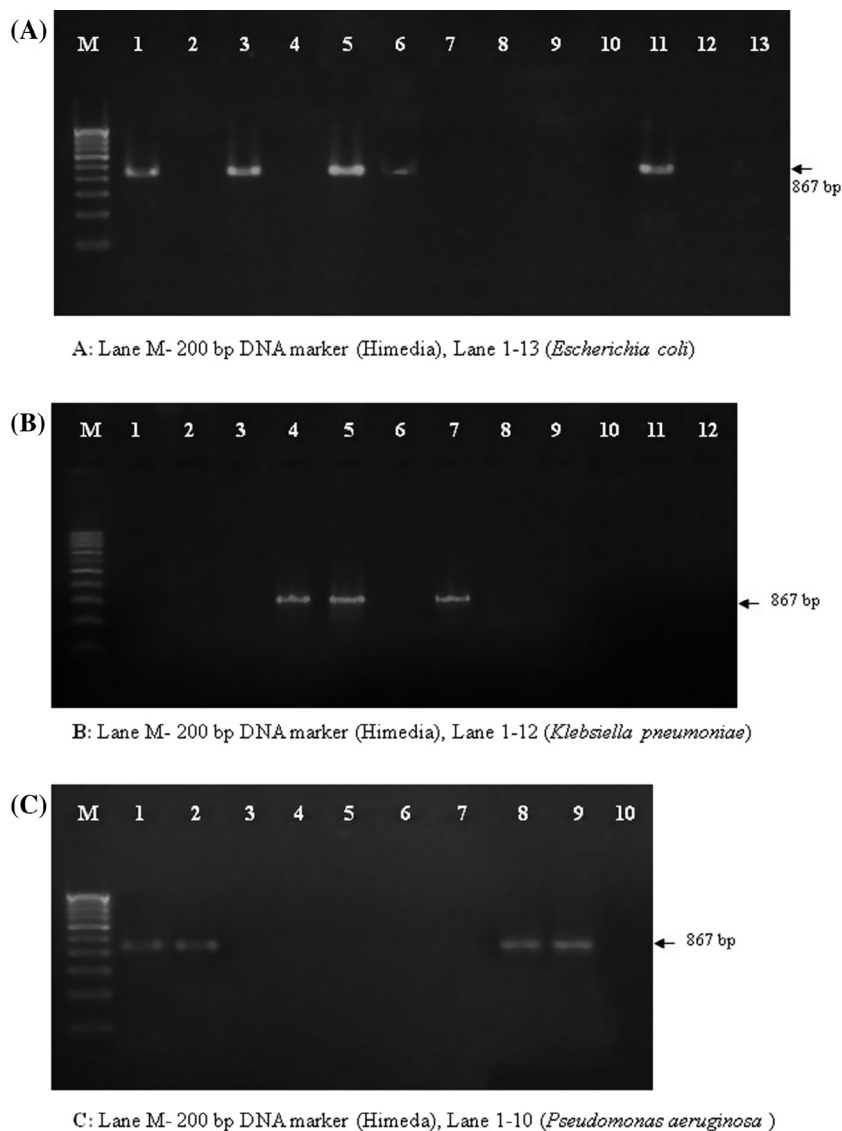 (A)
M 1 2 3 4 5 6 7 8 9 10 11 12 13
867 bp
A: Lane M- 200 bp DNA marker (Himedia), Lane 1-13 (Escherichia coli)
(B)
M 1 2 3 4 5 6 7 8 9 10 11 12
867 bp
B: Lane M- 200 bp DNA marker (Himedia), Lane 1-12 (Klebsiella pneumoniae)
(C)
M 1 2 3 4 5 6 7 8 9 10
867 bp
C: Lane M- 200 bp DNA marker (Himeda), Lane 1-10 (Pseudomonas aeruginosa )